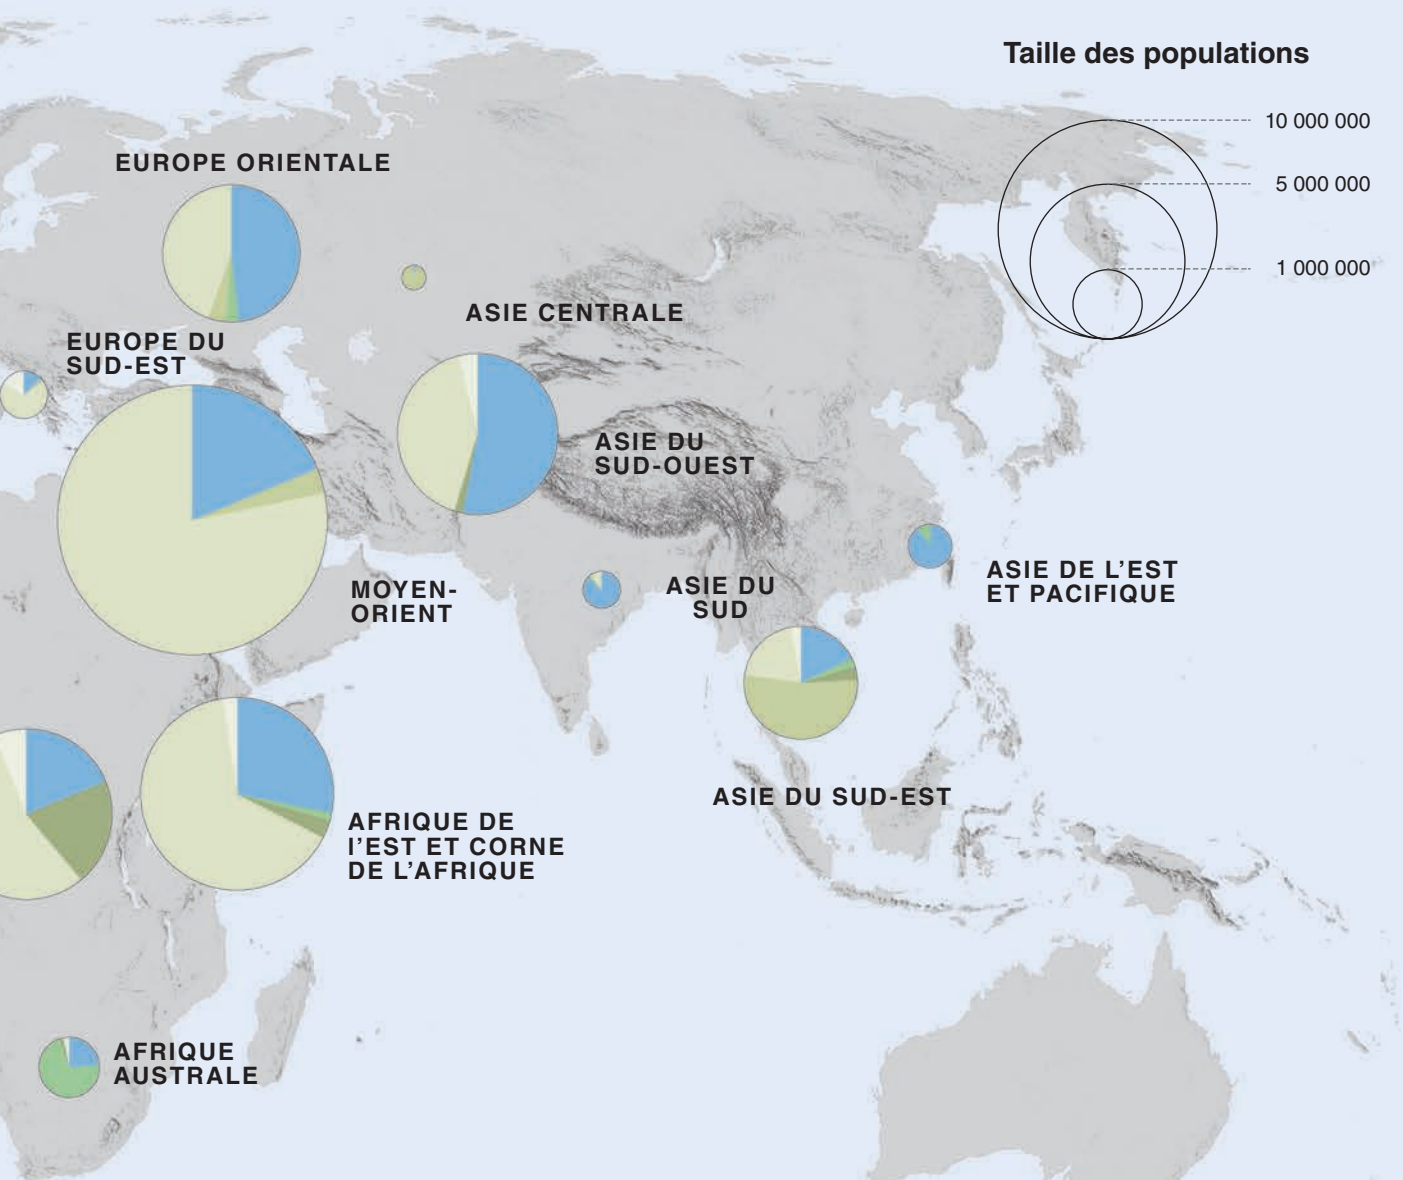 Taille des populations
10 000 000
5 000 000
1 000 000
EUROPE ORIENTALE
ASIE CENTRALE
EUROPE DU
SUD-EST
ASIE DU
SUD-OUEST
MOYEN-
ORIENT
ASIE DU
SUD
ASIE DE L’EST
ET PACIFIQUE
ASIE DU SUD-EST
AFRIQUE DE
l’EST ET CORNE
DE L’AFRIQUE
AFRIQUE
AUSTRALE